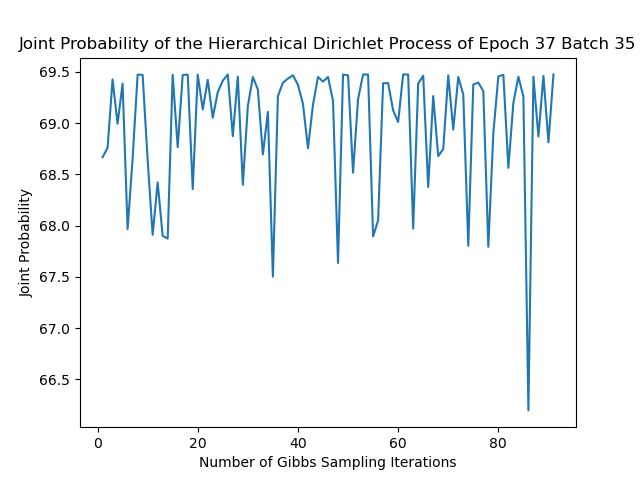 Joint Probability of the Hierarchical Dirichlet Process of Epoch 37 Batch 35
69.5
69.0
68.5
68.0
67.5
67.0
66.5
Joint Probability
0 20 40 60 80
Number of Gibbs Sampling Iterations